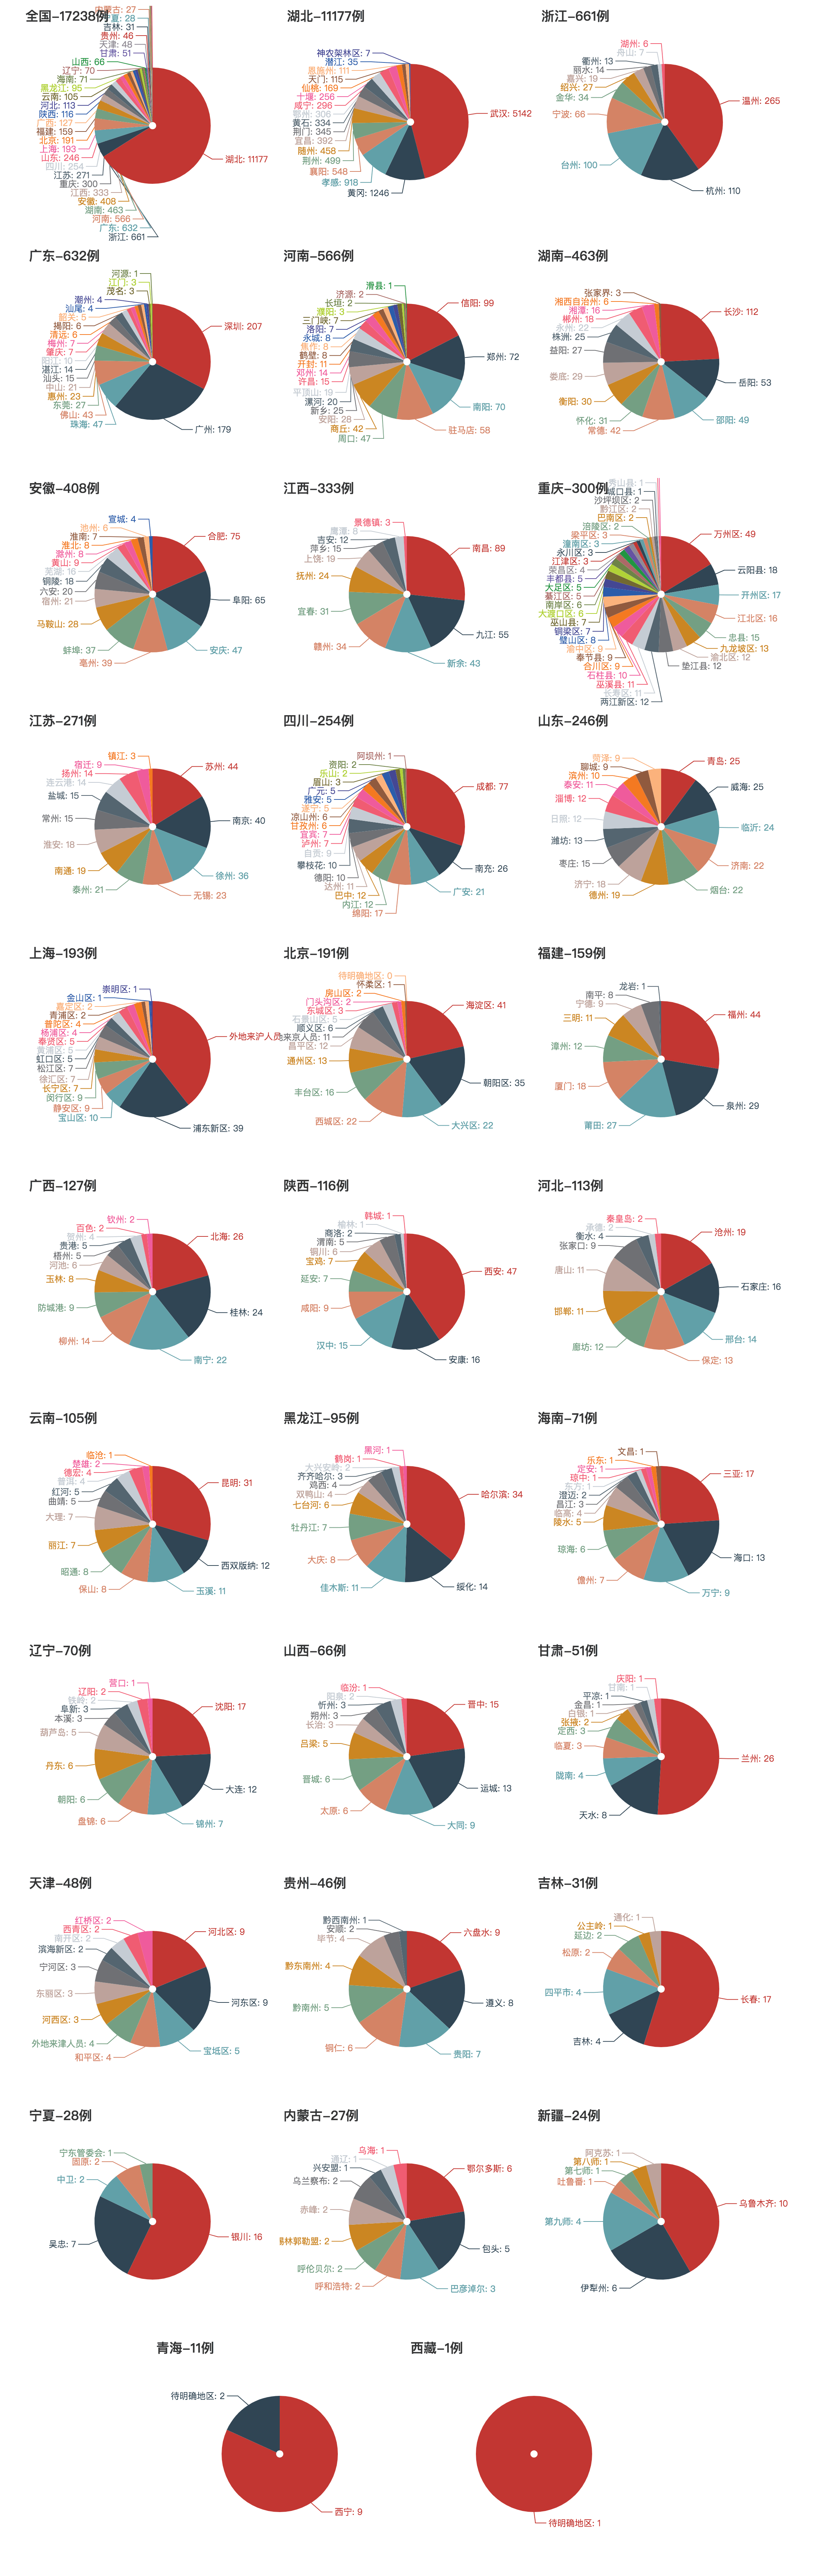 全国-17238例
内蒙古: 27
宁夏: 28
吉林: 31
贵州: 46
天津: 48
甘肃: 51
山西: 66
辽宁: 70
海南: 71
黑龙江: 95
云南: 105
河北: 113
陕西: 116
广西: 127
福建: 159
北京: 191
上海: 193
山东: 246
四川: 254
江苏: 271
重庆: 300
江西: 333
安徽: 408
湖南: 463
河南: 566
广东: 632
浙江: 661
湖北: 11177
湖北-11177例
神农架林区: 7
潜江: 35
恩施州: 111
天门: 115
仙桃: 169
十堰: 256
咸宁: 296
鄂州: 306
黄石: 334
荆门: 345
宜昌: 392
随州: 458
荆州: 499
襄阳: 548
孝感: 918
黄冈: 1246
武汉: 5142
浙江-661例
湖州: 6
舟山: 7
衢州: 13
丽水: 14
嘉兴: 19
绍兴: 27
金华: 34
宁波: 66
台州: 100
杭州: 110
温州: 265
广东-632例
河源: 1
江门: 3
茂名: 3
潮州: 4
汕尾: 4
韶关: 5
揭阳: 6
清远: 6
梅州: 7
肇庆: 7
阳江: 10
湛江: 14
汕头: 15
中山: 21
惠州: 23
东莞: 27
佛山: 43
珠海: 47
广州: 179
深圳: 207
河南-566例
滑县: 1
济源: 2
长垣: 2
濮阳: 3
三门峡: 7
洛阳: 7
永城: 8
焦作: 8
鹤壁: 8
开封: 11
邓州: 14
许昌: 15
平顶山: 19
漯河: 20
新乡: 25
安阳: 28
商丘: 42
周口: 47
驻马店: 58
南阳: 70
郑州: 72
信阳: 99
湖南-463例
张家界: 3
湘西自治州: 6
湘潭: 16
郴州: 18
永州: 22
株洲: 25
益阳: 27
娄底: 29
衡阳: 30
怀化: 31
常德: 42
邵阳: 49
岳阳: 53
长沙: 112
安徽-408例
宣城: 4
池州: 6
淮南: 7
淮北: 8
滁州: 8
黄山: 9
芜湖: 16
铜陵: 18
六安: 20
宿州: 21
马鞍山: 28
蚌埠: 37
亳州: 39
安庆: 47
阜阳: 65
合肥: 75
江西-333例
景德镇: 3
鹰潭: 8
吉安: 12
萍乡: 15
上饶: 19
抚州: 24
宜春: 31
赣州: 34
新余: 43
九江: 55
南昌: 89
重庆-300例
秀山县: 1
城口县: 1
沙坪坝区: 2
黔江区: 2
巴南区: 2
涪陵区: 2
梁平区: 3
潼南区: 3
永川区: 3
江津区: 3
荣昌区: 4
丰都县: 5
大足区: 5
綦江区: 5
南岸区: 6
大渡口区: 6
巫山县: 7
铜梁区: 7
璧山区: 8
渝中区: 9
奉节县: 9
合川区: 9
石柱县: 10
巫溪县: 11
长寿区: 11
两江新区: 12
垫江县: 12
渝北区: 12
九龙坡区: 13
忠县: 15
江北区: 16
开州区: 17
云阳县: 18
万州区: 49
江苏-271例
镇江: 3
宿迁: 9
扬州: 14
连云港: 14
盐城: 15
常州: 15
淮安: 18
南通: 19
泰州: 21
无锡: 23
徐州: 36
南京: 40
苏州: 44
四川-254例
阿坝州: 1
资阳: 2
乐山: 2
眉山: 3
广元: 5
雅安: 5
遂宁: 5
凉山州: 6
甘孜州: 6
宜宾: 7
泸州: 7
自贡: 9
攀枝花: 10
德阳: 10
达州: 11
巴中: 12
内江: 12
绵阳: 17
广安: 21
南充: 26
成都: 77
山东-246例
菏泽: 9
聊城: 9
滨州: 10
泰安: 11
淄博: 12
日照: 12
潍坊: 13
枣庄: 15
济宁: 18
德州: 19
烟台: 22
济南: 22
临沂: 24
威海: 25
青岛: 25
上海-193例
崇明区: 1
金山区: 1
嘉定区: 2
青浦区: 2
普陀区: 4
杨浦区: 4
奉贤区: 5
黄浦区: 5
虹口区: 5
松江区: 7
徐汇区: 7
长宁区: 7
闵行区: 9
静安区: 9
宝山区: 10
浦东新区: 39
外地来沪人员
北京-191例
待明确地区: 0
怀柔区: 1
房山区: 2
门头沟区: 2
东城区: 3
石景山区: 5
顺义区: 6
来京人员: 11
昌平区: 12
通州区: 13
丰台区: 16
西城区: 22
大兴区: 22
朝阳区: 35
海淀区: 41
福建-159例
龙岩: 1
南平: 8
宁德: 9
三明: 11
漳州: 12
厦门: 18
莆田: 27
泉州: 29
福州: 44
广西-127例
钦州: 2
百色: 2
贺州: 4
贵港: 5
梧州: 5
河池: 6
玉林: 8
防城港: 9
柳州: 14
南宁: 22
桂林: 24
北海: 26
陕西-116例
韩城: 1
榆林: 1
商洛: 2
渭南: 5
铜川: 6
宝鸡: 7
延安: 7
咸阳: 9
汉中: 15
安康: 16
西安: 47
河北-113例
秦皇岛: 2
承德: 2
衡水: 4
张家口: 9
唐山: 11
邯郸: 11
廊坊: 12
保定: 13
邢台: 14
石家庄: 16
沧州: 19
云南-105例
临沧: 1
楚雄: 2
德宏: 4
普洱: 4
红河: 5
曲靖: 5
大理: 7
丽江: 7
昭通: 8
保山: 8
玉溪: 11
西双版纳: 12
昆明: 31
黑龙江-95例
黑河: 1
鹤岗: 1
大兴安岭: 2
齐齐哈尔: 3
鸡西: 4
双鸭山: 4
七台河: 6
牡丹江: 7
大庆: 8
佳木斯: 11
绥化: 14
哈尔滨: 34
海南-71例
文昌: 1
乐东: 1
定安: 1
琼中: 1
东方: 1
澄迈: 2
昌江: 3
临高: 4
陵水: 5
琼海: 6
儋州: 7
万宁: 9
海口: 13
三亚: 17
辽宁-70例
营口: 1
辽阳: 2
铁岭: 2
阜新: 3
本溪: 3
葫芦岛: 5
丹东: 6
朝阳: 6
盘锦: 6
锦州: 7
大连: 12
沈阳: 17
山西-66例
临汾: 1
阳泉: 2
忻州: 3
朔州: 3
长治: 3
吕梁: 5
晋城: 6
太原: 6
大同: 9
运城: 13
晋中: 15
甘肃-51例
庆阳: 1
甘南: 1
平凉: 1
金昌: 1
白银: 1
张掖: 2
定西: 3
临夏: 3
陇南: 4
天水: 8
兰州: 26
天津-48例
红桥区: 2
西青区: 2
南开区: 2
滨海新区: 2
宁河区: 3
东丽区: 3
河西区: 3
外地来津人员: 4
和平区: 4
宝坻区: 5
河东区: 9
河北区: 9
贵州-46例
黔西南州: 1
安顺: 2
毕节: 4
黔东南州: 4
黔南州: 5
铜仁: 6
贵阳: 7
遵义: 8
六盘水: 9
吉林-31例
通化: 1
公主岭: 1
延边: 2
松原: 2
四平市: 4
吉林: 4
长春: 17
宁夏-28例
宁东管委会: 1
固原: 2
中卫: 2
吴忠: 7
银川: 16
内蒙古-27例
乌海: 1
通辽: 1
兴安盟: 1
乌兰察布: 2
赤峰: 2
锡林郭勒盟: 2
呼伦贝尔: 2
呼和浩特: 2
巴彦淖尔: 3
包头: 5
鄂尔多斯: 6
新疆-24例
阿克苏: 1
第八师: 1
第七师: 1
吐鲁番: 1
第九师: 4
伊犁州: 6
乌鲁木齐: 10
青海-11例
待明确地区: 2
西宁: 9
西藏-1例
待明确地区: 1